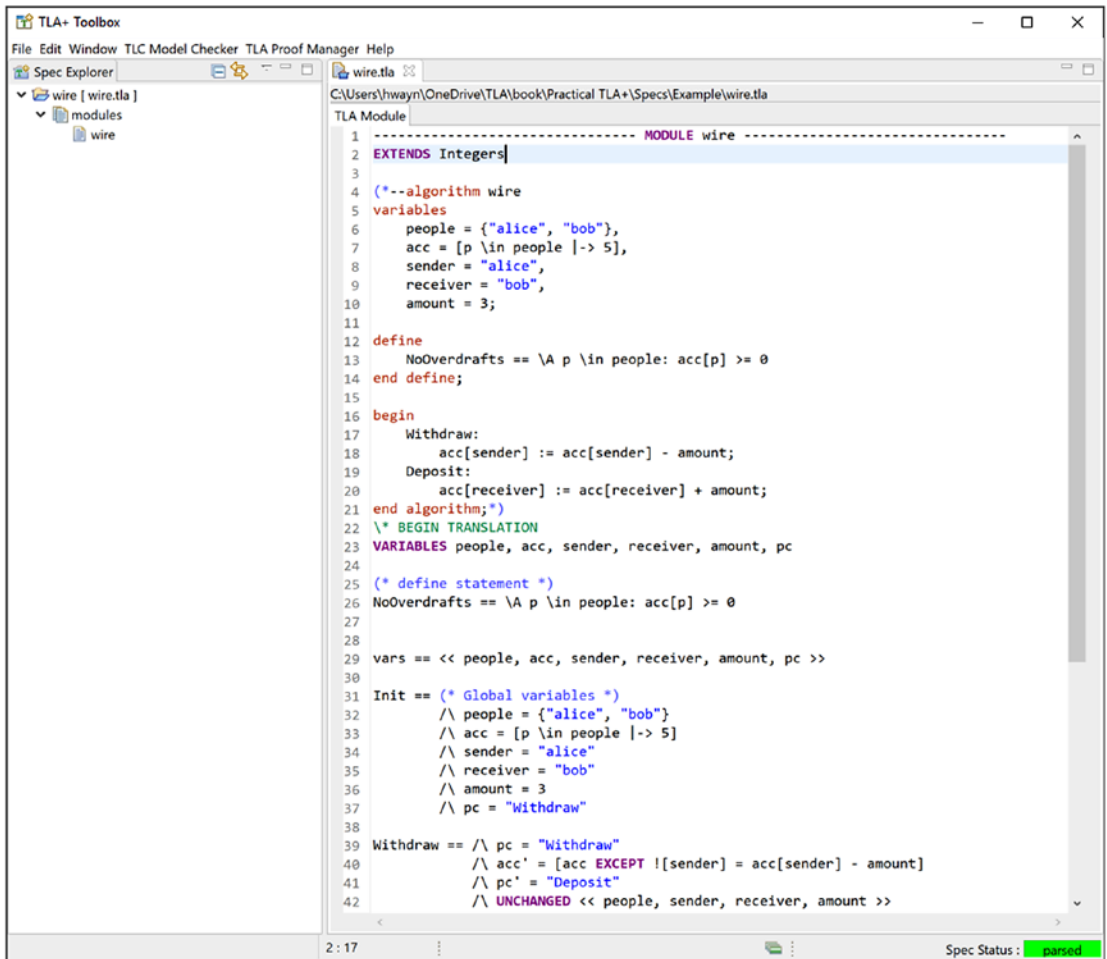 TLA+ Toolbox
File Edit Window TLC Model Checker TLA Proof Manager Help
Spec Explorer
wire [ wire.tla ]
modules
wire
wire.tla
C:\Users\hwayn\OneDrive\TLA\book\Practical TLA+\Specs\Example\wire.tla
TLA Module
1 -------------------------------- MODULE wire --------------------------------
2 EXTENDS Integers
3
4 (*--algorithm wire
5 variables
6     people = {"alice", "bob"},
7     acc = [p \in people |-> 5],
8     sender = "alice",
9     receiver = "bob",
10     amount = 3;
11
12 define
13     NoOverdrafts == \A p \in people: acc[p] >= 0
14 end define;
15
16 begin
17     Withdraw:
18         acc[sender] := acc[sender] - amount;
19     Deposit:
20         acc[receiver] := acc[receiver] + amount;
21 end algorithm;*)
22 \* BEGIN TRANSLATION
23 VARIABLES people, acc, sender, receiver, amount, pc
24
25 (* define statement *)
26 NoOverdrafts == \A p \in people: acc[p] >= 0
27
28
29 vars == << people, acc, sender, receiver, amount, pc >>
30
31 Init == (* Global variables *)
32         /\ people = {"alice", "bob"}
33         /\ acc = [p \in people |-> 5]
34         /\ sender = "alice"
35         /\ receiver = "bob"
36         /\ amount = 3
37         /\ pc = "Withdraw"
38
39 Withdraw == /\ pc = "Withdraw"
40             /\ acc' = [acc EXCEPT ![sender] = acc[sender] - amount]
41             /\ pc' = "Deposit"
42             /\ UNCHANGED << people, sender, receiver, amount >>
2 : 17
Spec Status : parsed